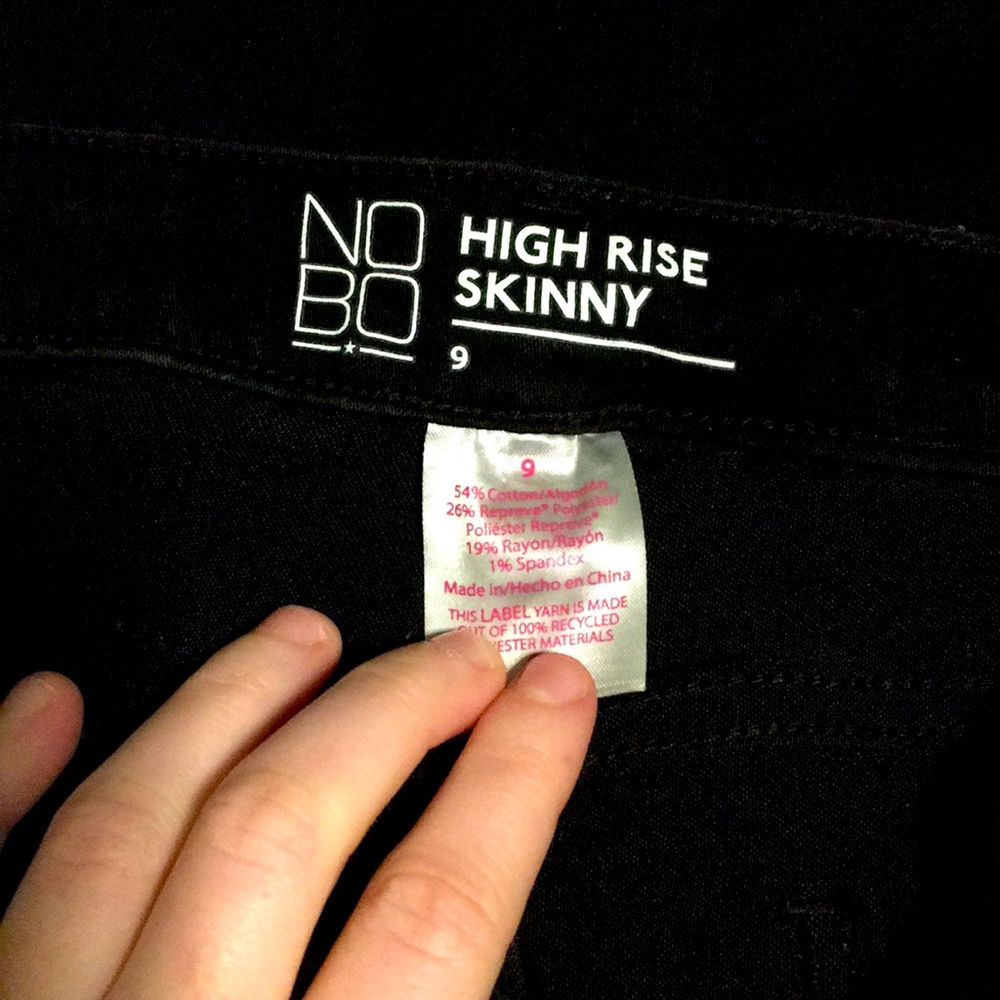 NO
BO
HIGH RISE
SKINNY
9
9
54% Cotton/Algodón
26% Repreve® Polyester/
Poliéster Repreve®
19% Rayon/Rayón
1% Spandex
Made in/Hecho en China
THIS LABEL YARN IS MADE
OUT OF 100% RECYCLED
YESTER MATERIALS